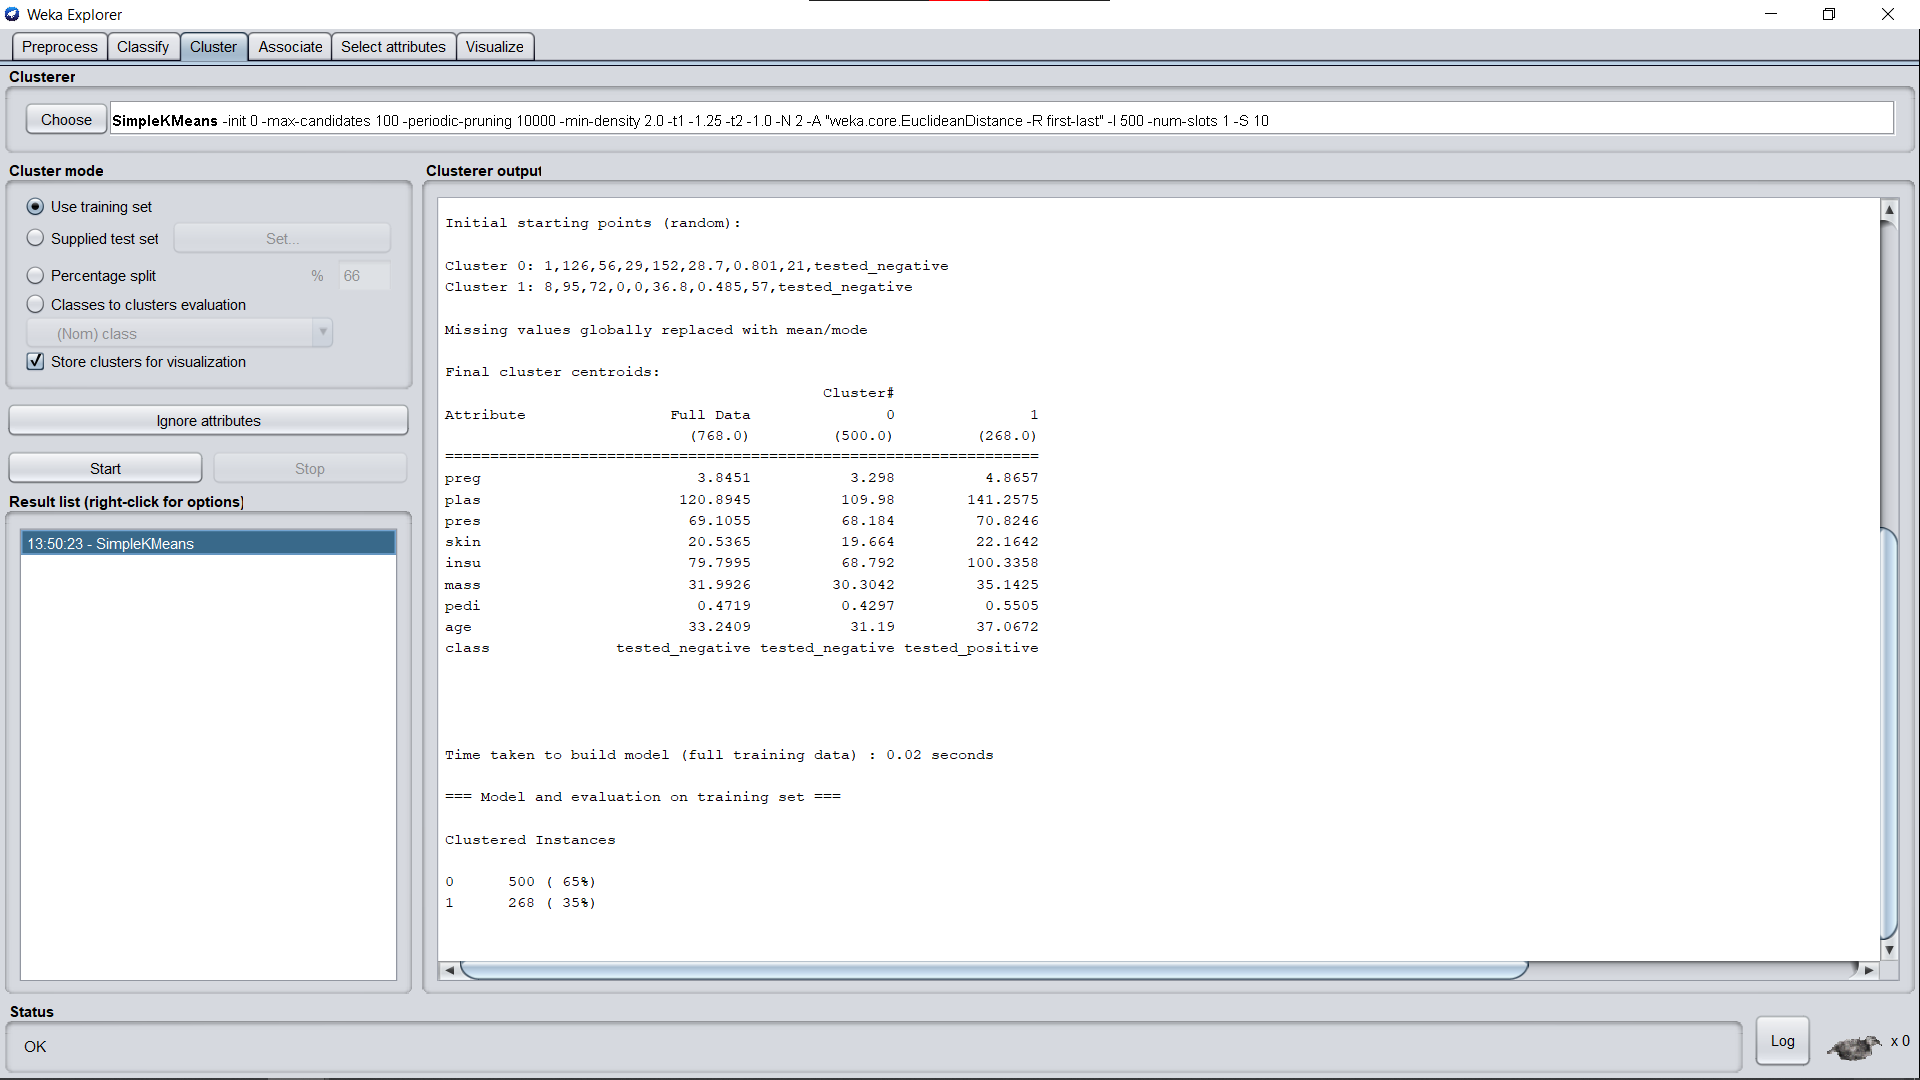 Weka Explorer
Preprocess Classify Cluster Associate Select attributes Visualize
Clusterer
Choose SimpleKMeans -init 0 -max-candidates 100 -periodic-pruning 10000 -min-density 2.0 -t1 -1.25 -t2 -1.0 -N 2 -A "weka.core.EuclideanDistance -R first-last" -I 500 -num-slots 1 -S 10
Cluster mode
Use training set
Supplied test set Set...
Percentage split % 66
Classes to clusters evaluation
(Nom) class
Store clusters for visualization
Ignore attributes
Start Stop
Result list (right-click for options)
13:50:23 - SimpleKMeans
Clusterer output
Initial starting points (random):
Cluster 0: 1,126,56,29,152,28.7,0.801,21,tested_negative
Cluster 1: 8,95,72,0,0,36.8,0.485,57,tested_negative
Missing values globally replaced with mean/mode
Final cluster centroids:
Cluster#
Attribute Full Data 0 1
(768.0) (500.0) (268.0)
==================================================================
preg 3.8451 3.298 4.8657
plas 120.8945 109.98 141.2575
pres 69.1055 68.184 70.8246
skin 20.5365 19.664 22.1642
insu 79.7995 68.792 100.3358
mass 31.9926 30.3042 35.1425
pedi 0.4719 0.4297 0.5505
age 33.2409 31.19 37.0672
class tested_negative tested_negative tested_positive
Time taken to build model (full training data) : 0.02 seconds
=== Model and evaluation on training set ===
Clustered Instances
0 500 ( 65%)
1 268 ( 35%)
Status
OK
Log x 0